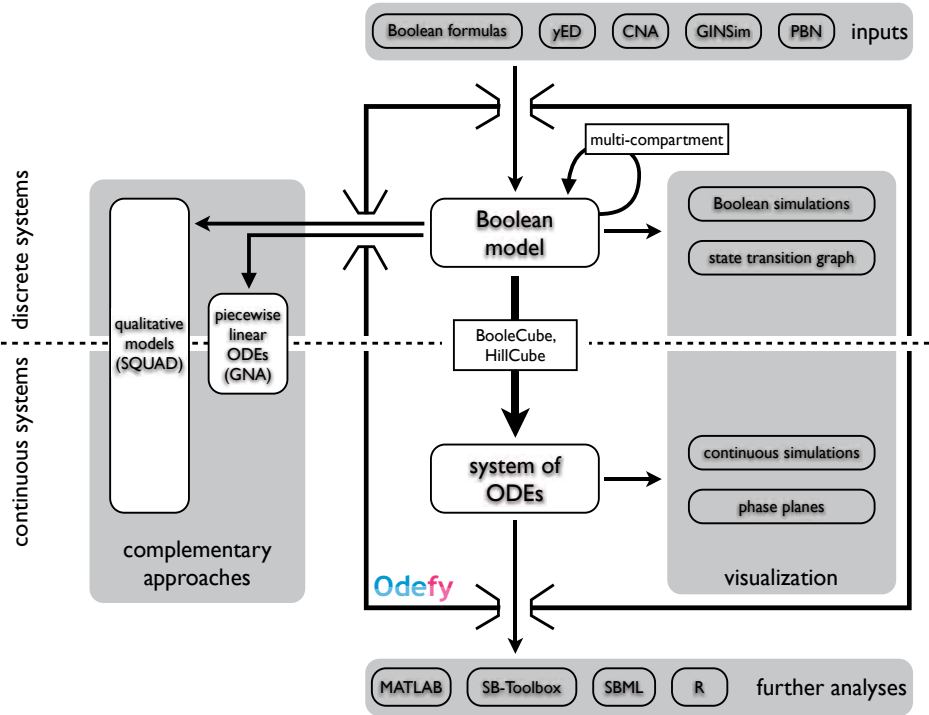 Boolean formulas yED CNA GINSim PBN inputs
multi-compartment
discrete systems
Boolean
model
Boolean simulations
state transition graph
qualitative
models
(SQUAD)
piecewise
linear
ODEs
(GNA)
BooleCube,
HillCube
continuous systems
system of
ODEs
continuous simulations
phase planes
complementary
approaches
Odefy
visualization
MATLAB SB-Toolbox SBML R further analyses